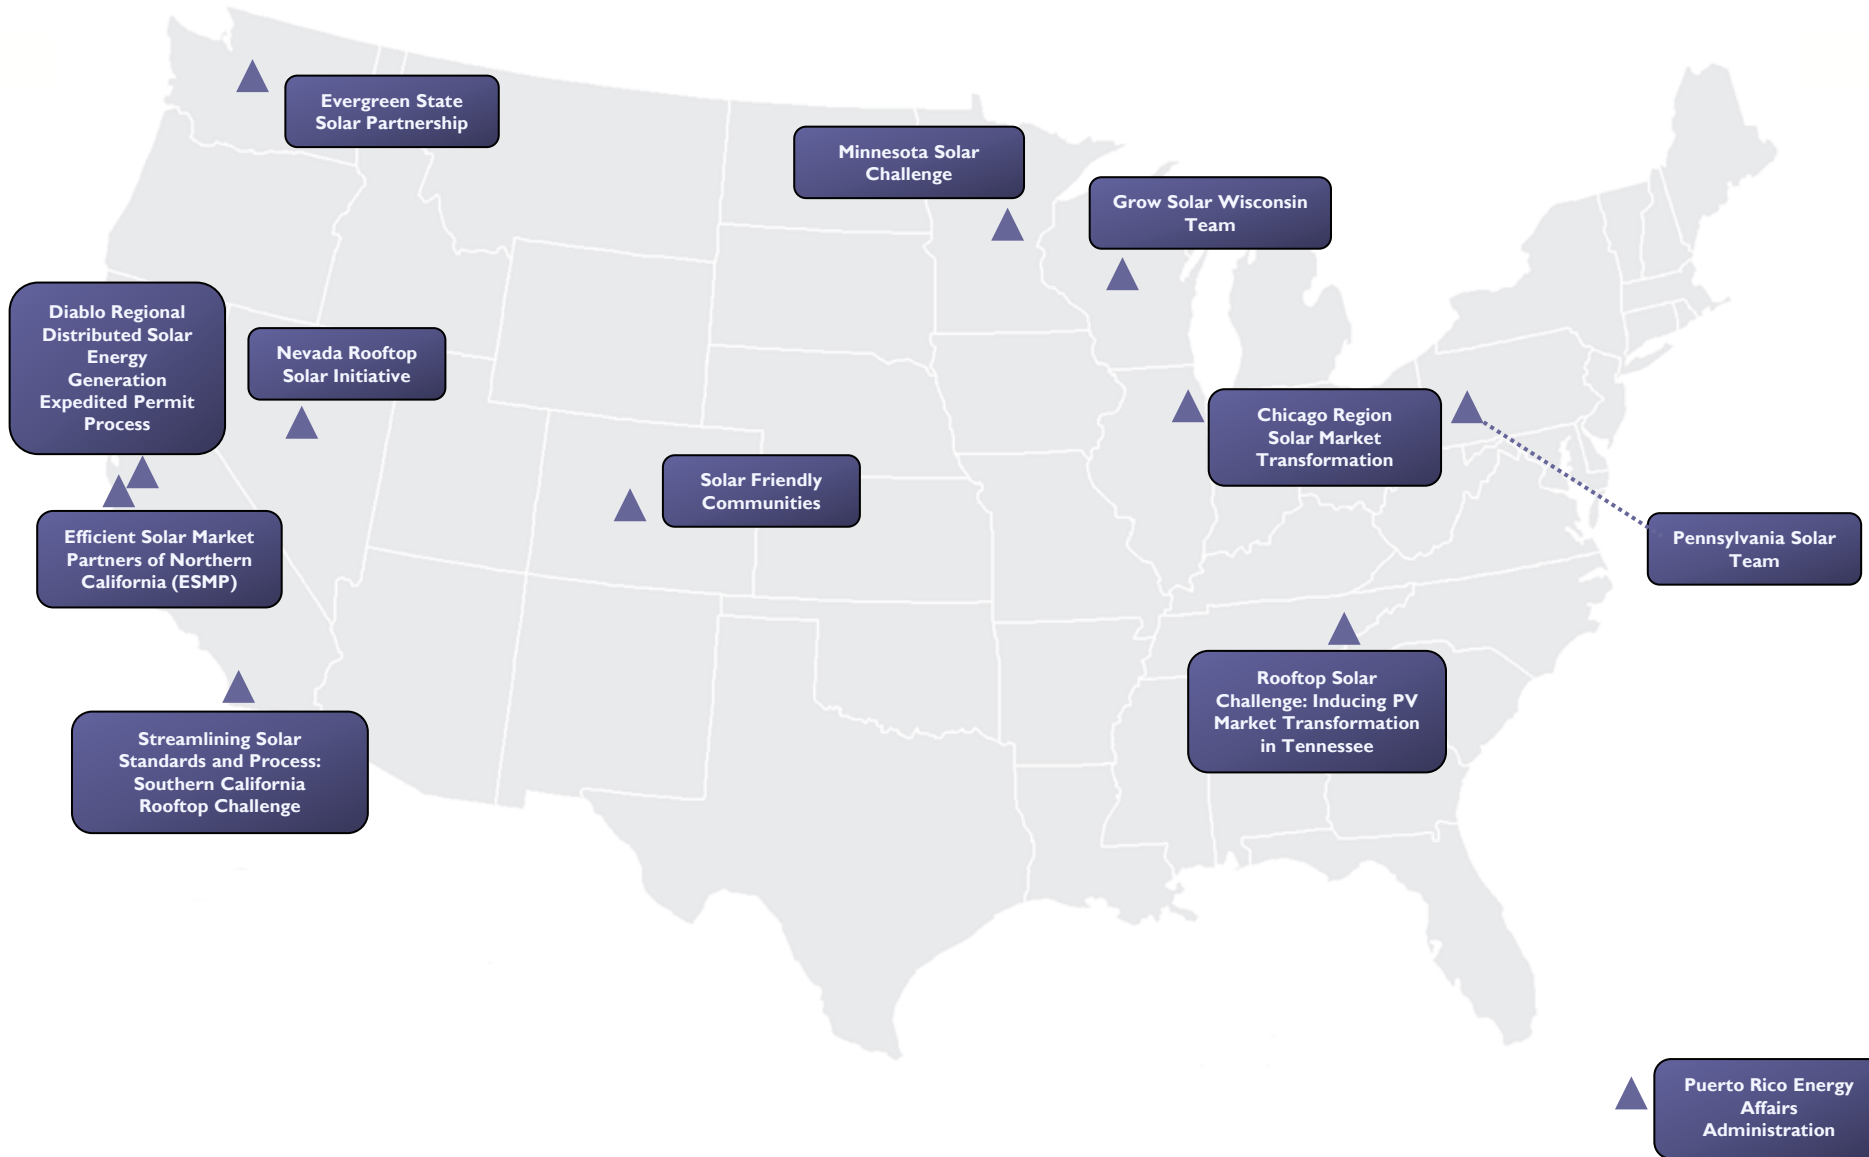 Evergreen State
Solar Partnership
Minnesota Solar
Challenge
Grow Solar Wisconsin
Team
Diablo Regional
Distributed Solar
Energy
Generation
Expedited Permit
Process
Nevada Rooftop
Solar Initiative
Chicago Region
Solar Market
Transformation
Solar Friendly
Communities
Efficient Solar Market
Partners of Northern
California (ESMP)
Pennsylvania Solar
Team
Rooftop Solar
Challenge: Inducing PV
Market Transformation
in Tennessee
Streamlining Solar
Standards and Process:
Southern California
Rooftop Challenge
Puerto Rico Energy
Affairs
Administration